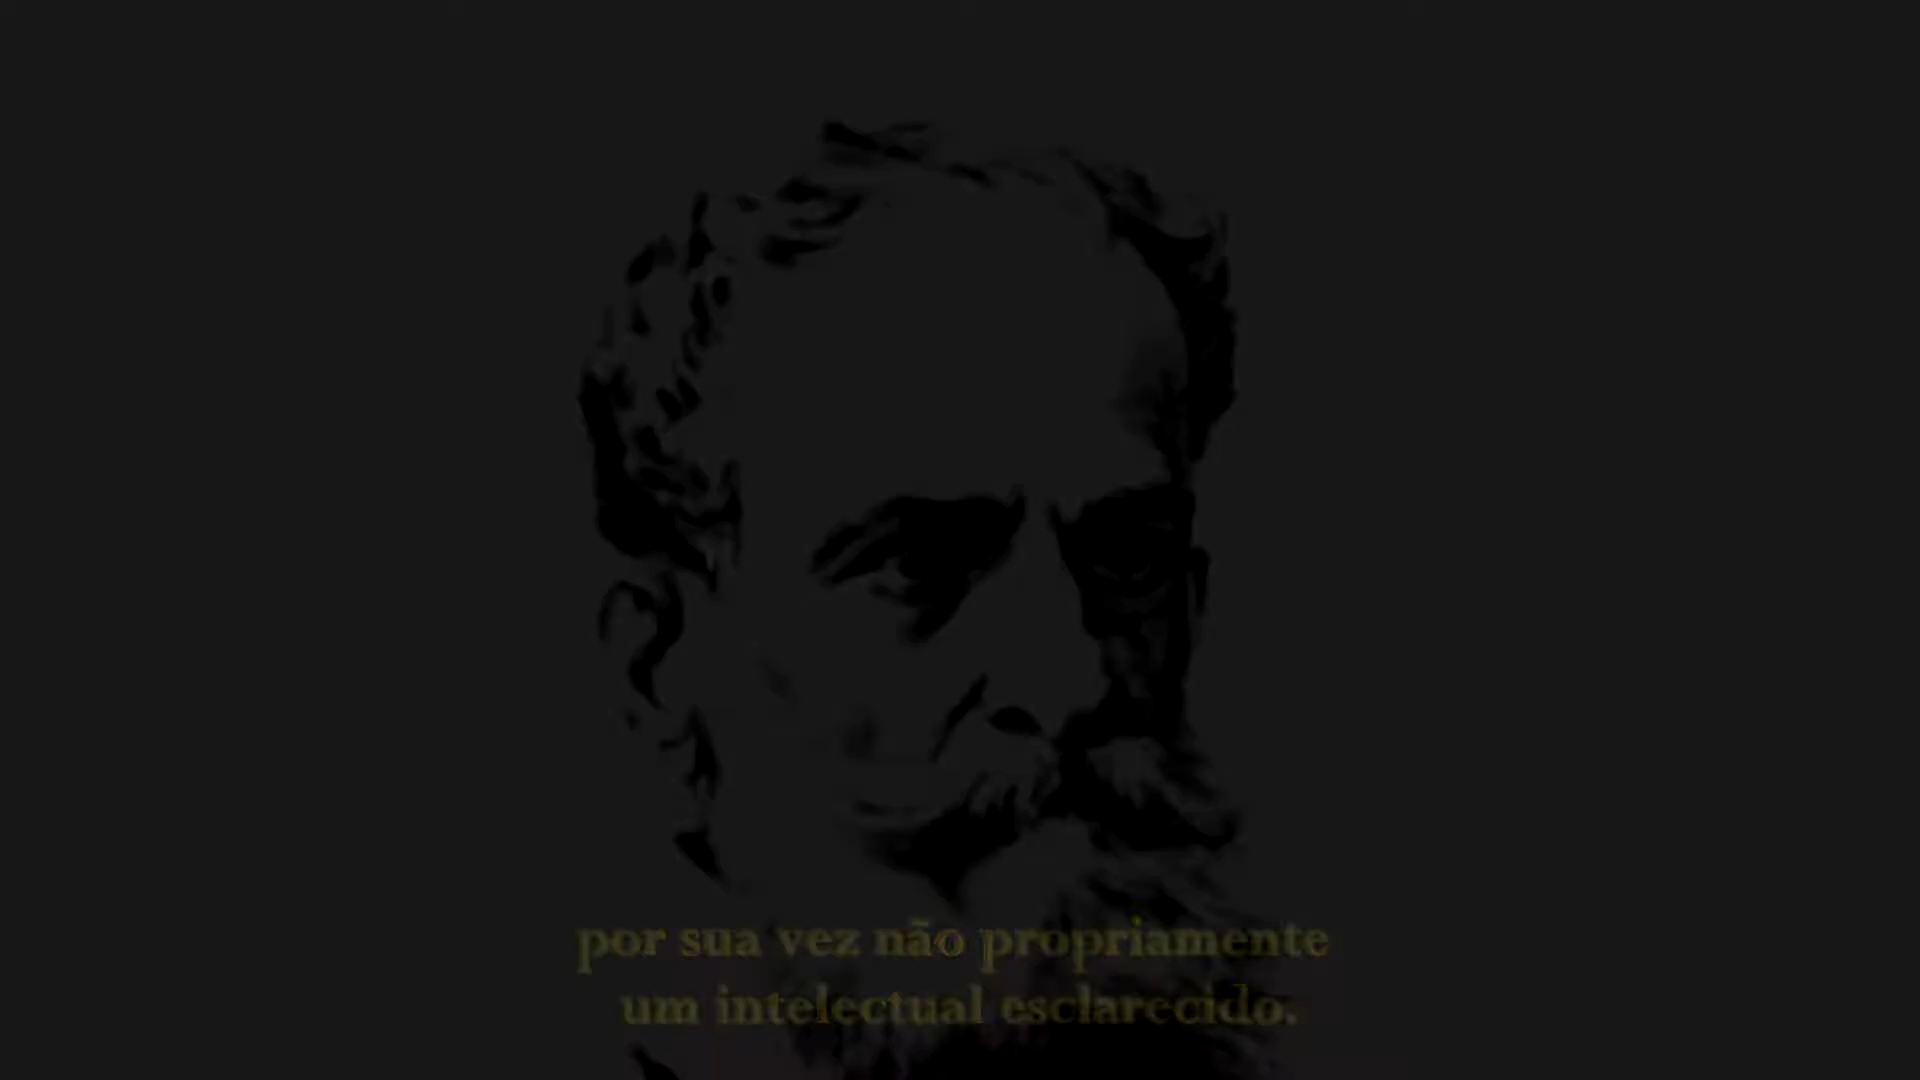 por sua vez não propriamente
um intelectual esclarecido.